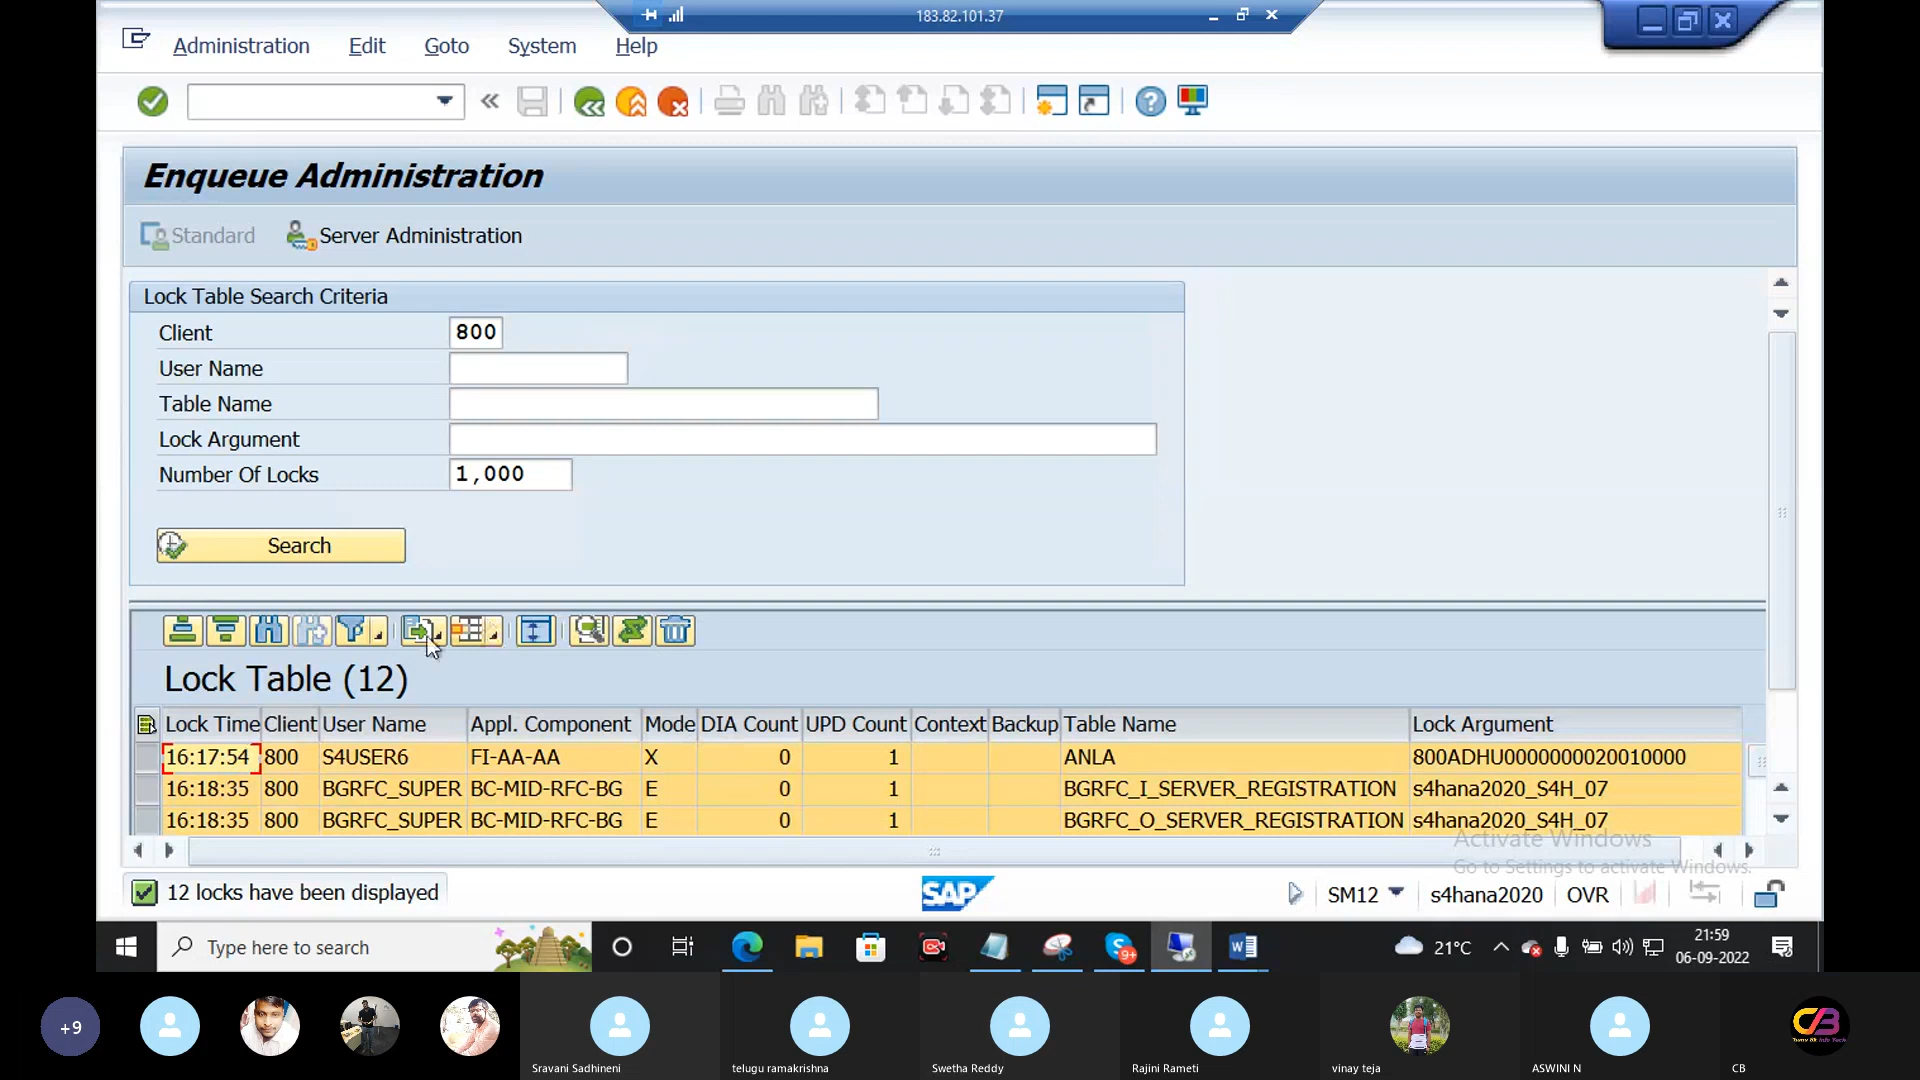 183.82.101.37
Administration Edit Goto System Help
Enqueue Administration
Standard Server Administration
Lock Table Search Criteria
Client 800
User Name
Table Name
Lock Argument
Number Of Locks 1,000
Search
Lock Table (12)
Lock Time Client User Name Appl. Component Mode DIA Count UPD Count Context Backup Table Name Lock Argument
16:17:54 800 S4USER6 FI-AA-AA X 0 1 ANLA 800ADHU0000000020010000
16:18:35 800 BGRFC_SUPER BC-MID-RFC-BG E 0 1 BGRFC_I_SERVER_REGISTRATION s4hana2020_S4H_07
16:18:35 800 BGRFC_SUPER BC-MID-RFC-BG E 0 1 BGRFC_O_SERVER_REGISTRATION s4hana2020_S4H_07
Activate Windows
Go to Settings to activate Windows.
12 locks have been displayed SAP SM12 s4hana2020 OVR
Type here to search 9+ 21°C 21:59
06-09-2022
+9 CB
Sravani Sadhineni telugu ramakrishna Swetha Reddy Rajini Rameti vinay teja ASWINI N CB